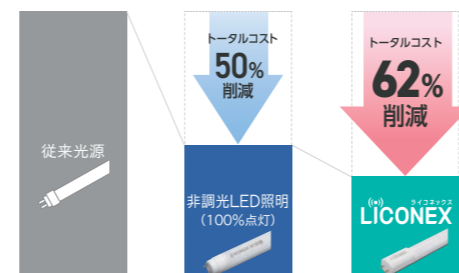 従来光源
トータルコスト
50%
削減
非調光LED照明
(100%点灯)
トータルコスト
62%
削減
ライコネックス
LICONEX